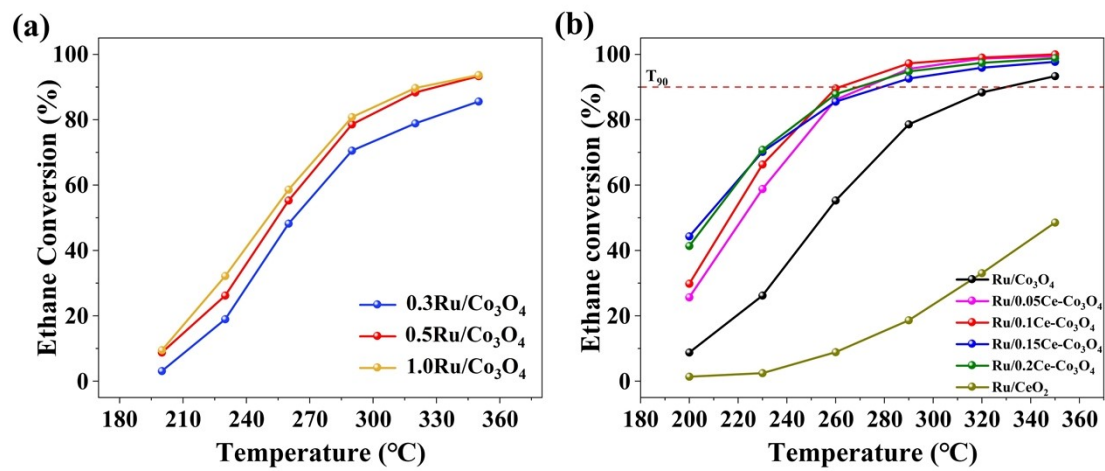 (a)
100
80
60
40
20
0
Ethane Conversion (%)
0.3Ru/Co₃O₄
0.5Ru/Co₃O₄
1.0Ru/Co₃O₄
180 210 240 270 300 330 360
Temperature (℃)
(b)
100
80
60
40
20
0
Ethane conversion (%)
T₉₀
Ru/Co₃O₄
Ru/0.05Ce-Co₃O₄
Ru/0.1Ce-Co₃O₄
Ru/0.15Ce-Co₃O₄
Ru/0.2Ce-Co₃O₄
Ru/CeO₂
180 200 220 240 260 280 300 320 340 360
Temperature (℃)